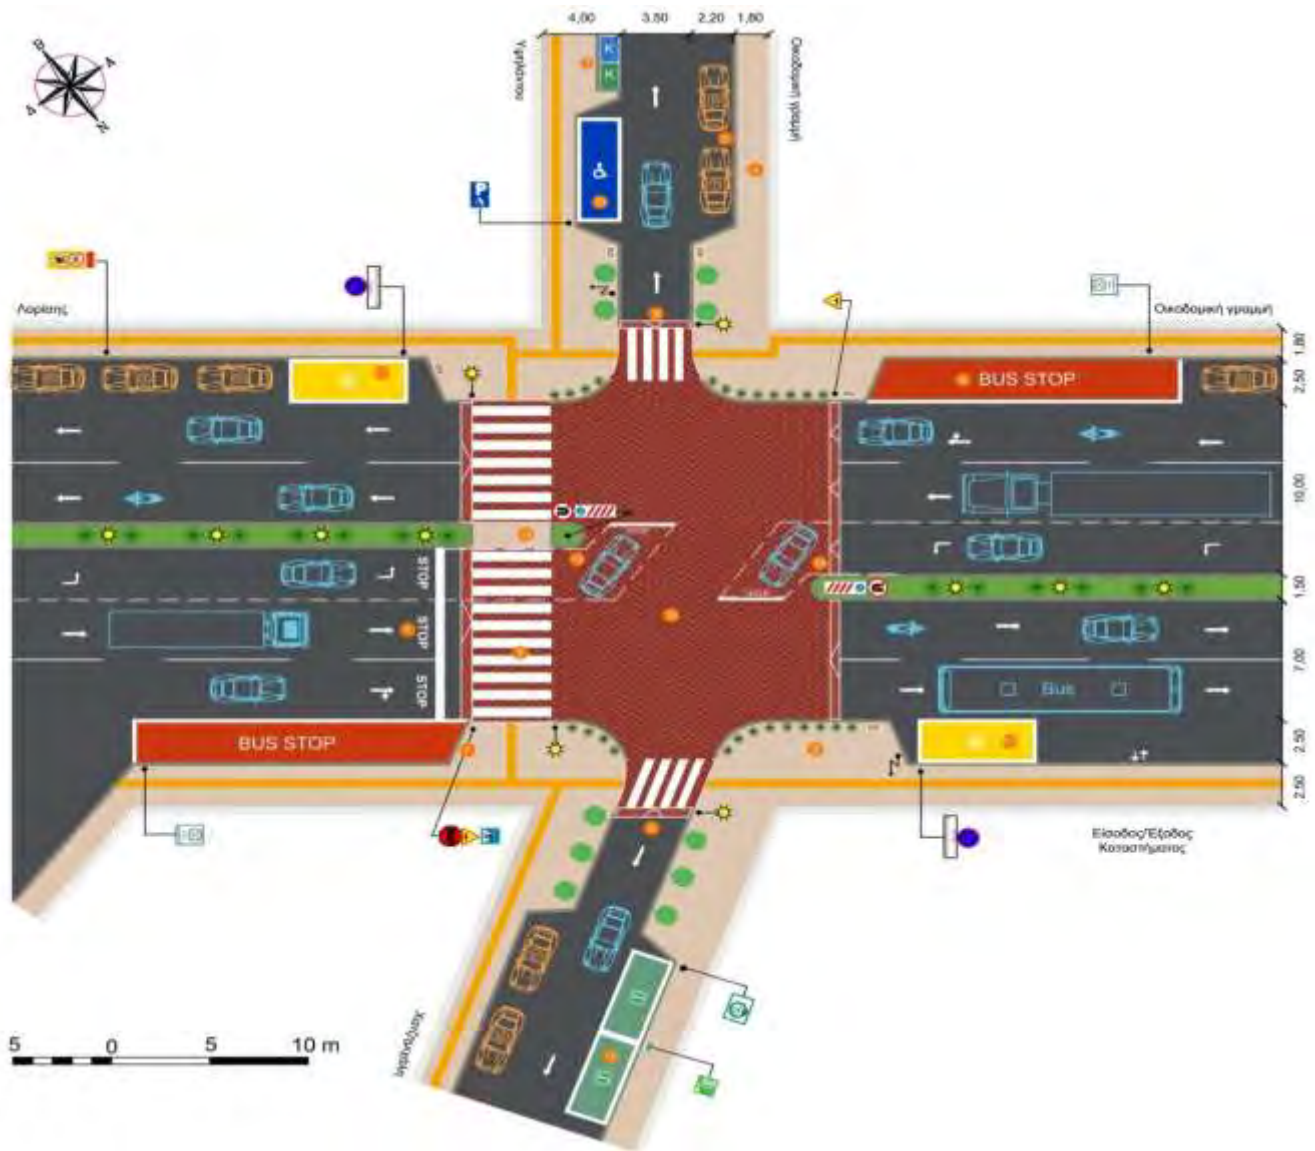 4,00 3,50 2,20 1,80
Υψηλάντου
Οικοδομική γραμμή
Β
Α
Δ
Ν
K
K
P
Λαρίσης
Οικοδομική γραμμή
BUS STOP
1,80
2,50
10,00
1,50
7,00
2,50
2,50
STOP
STOP
STOP
Bus
BUS STOP
Είσοδος/Έξοδος
Καταστήματος
5 0 5 10 m